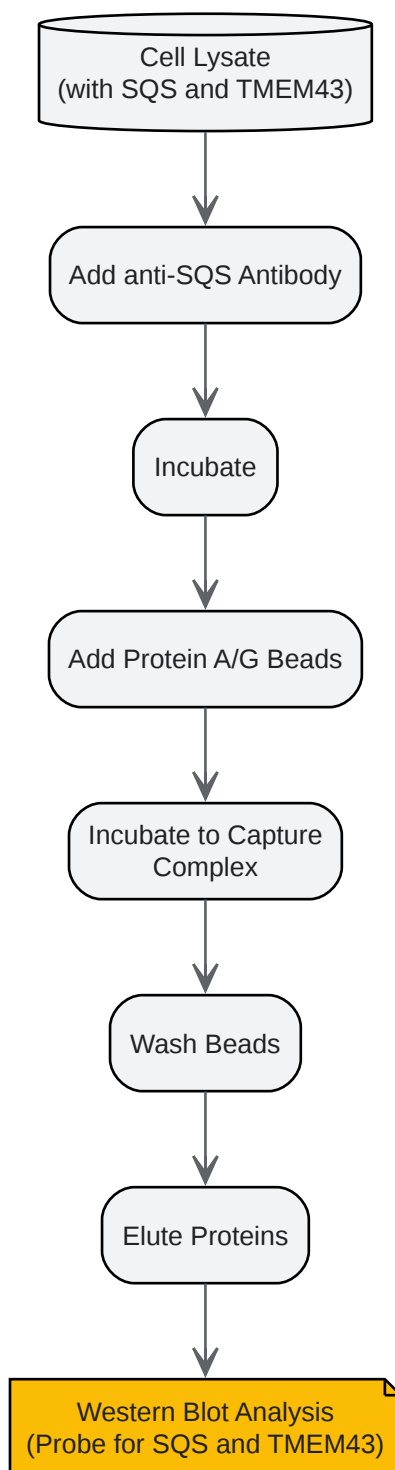 Cell Lysate
(with SQS and TMEM43)
Add anti-SQS Antibody
Incubate
Add Protein A/G Beads
Incubate to Capture
Complex
Wash Beads
Elute Proteins
Western Blot Analysis
(Probe for SQS and TMEM43)